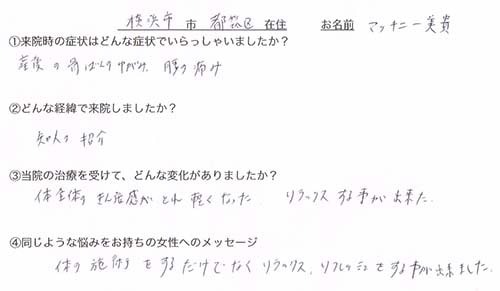 横浜市 市 都筑区 在住 お名前 マッキニー美貴
①来院時の症状はどんな症状でいらっしゃいましたか？
産後の骨ばんのゆがみ、腰の痛み
②どんな経緯で来院しましたか？
知人の紹介
③当院の治療を受けて、どんな変化がありましたか？
体全体のけん怠感がとれ軽くなった リラックスする事が出来た.
④同じような悩みをお持ちの女性へのメッセージ
体の施術をするだけでなくリラックス、リフレッシュをする事が出来ました.